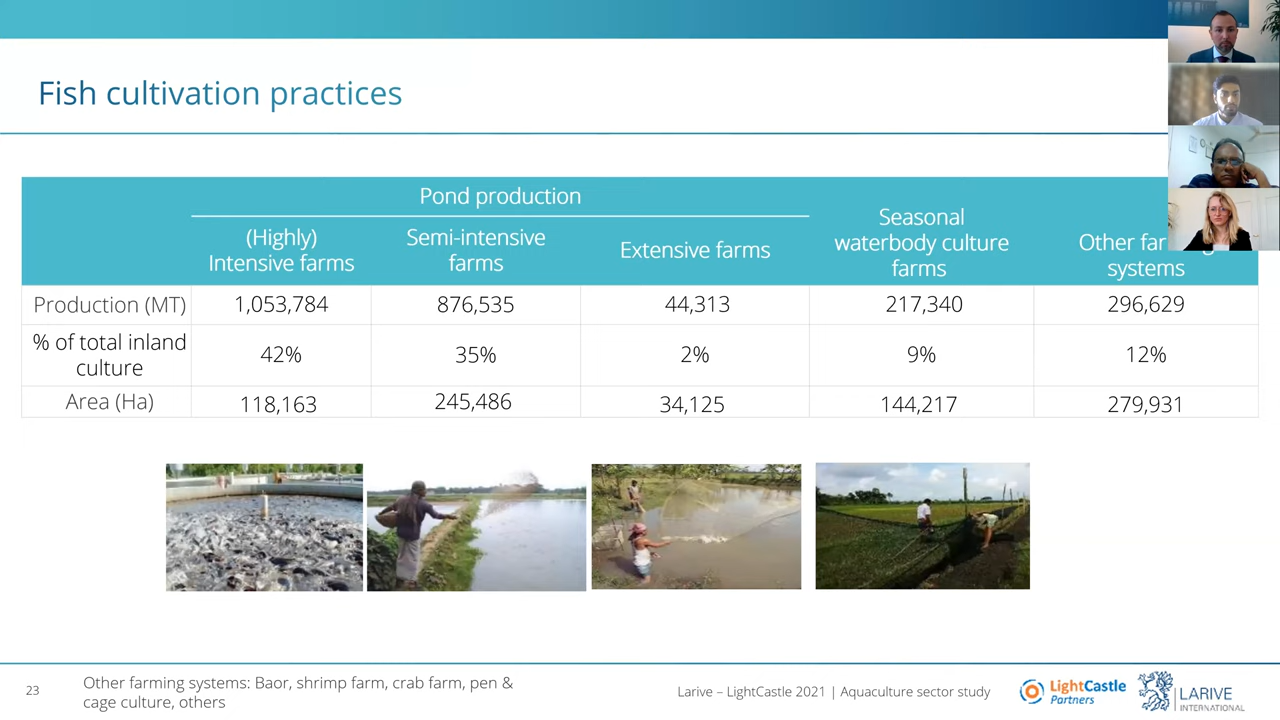 Fish cultivation practices
Pond production
(Highly)
Intensive farms
Semi-intensive
farms
Extensive farms
Seasonal
waterbody culture
farms
Other
systems
Production (MT) 1,053,784 876,535 44,313 217,340 296,629
% of total inland
culture
42% 35% 2% 9% 12%
Area (Ha) 118,163 245,486 34,125 144,217 279,931
23
Other farming systems: Baor, shrimp farm, crab farm, pen &
cage culture, others
Larive – LightCastle 2021 | Aquaculture sector study
LightCastle
Partners
LARIVE
INTERNATIONAL